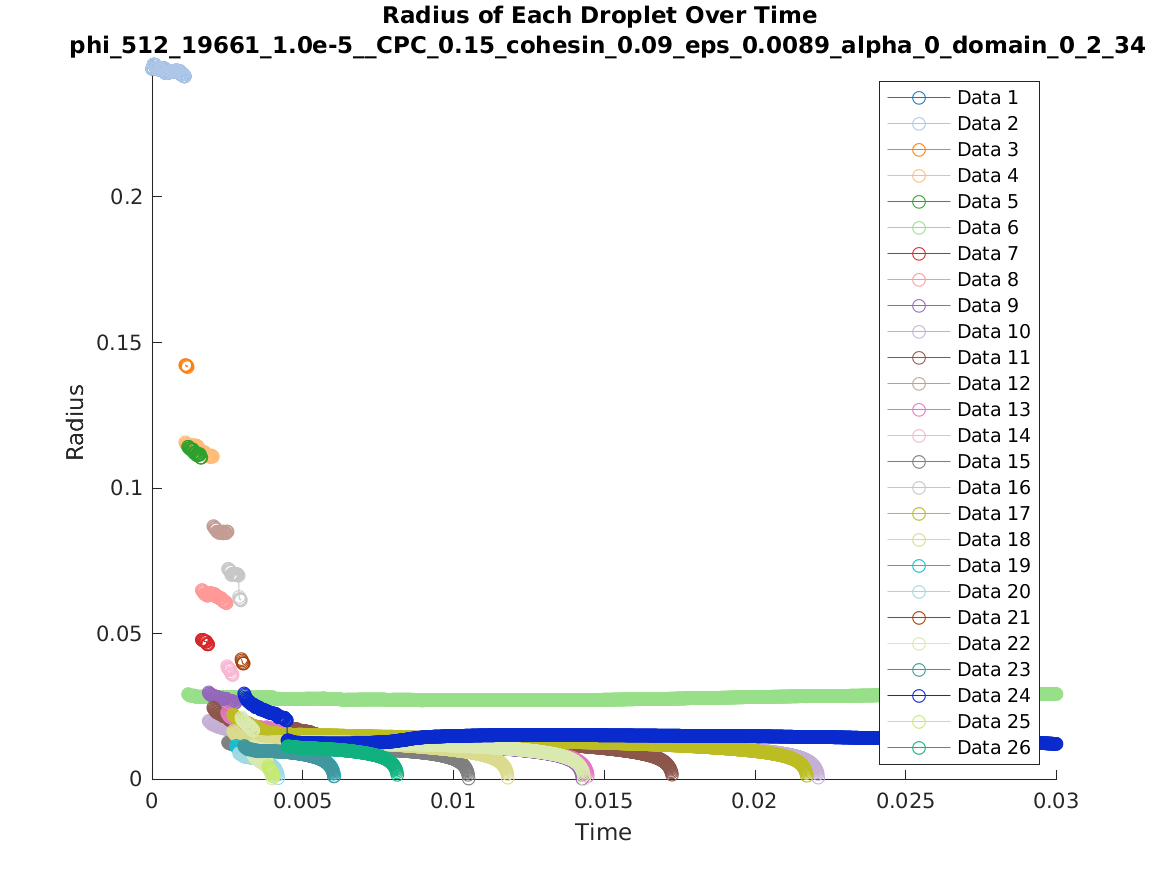 Radius of Each Droplet Over Time
phi_512_19661_1.0e-5__CPC_0.15_cohesin_0.09_eps_0.0089_alpha_0_domain_0_2_34
Radius
0.2
0.15
0.1
0.05
0
0
0.005
0.01
0.015
0.02
0.025
0.03
Time
Data 1
Data 2
Data 3
Data 4
Data 5
Data 6
Data 7
Data 8
Data 9
Data 10
Data 11
Data 12
Data 13
Data 14
Data 15
Data 16
Data 17
Data 18
Data 19
Data 20
Data 21
Data 22
Data 23
Data 24
Data 25
Data 26